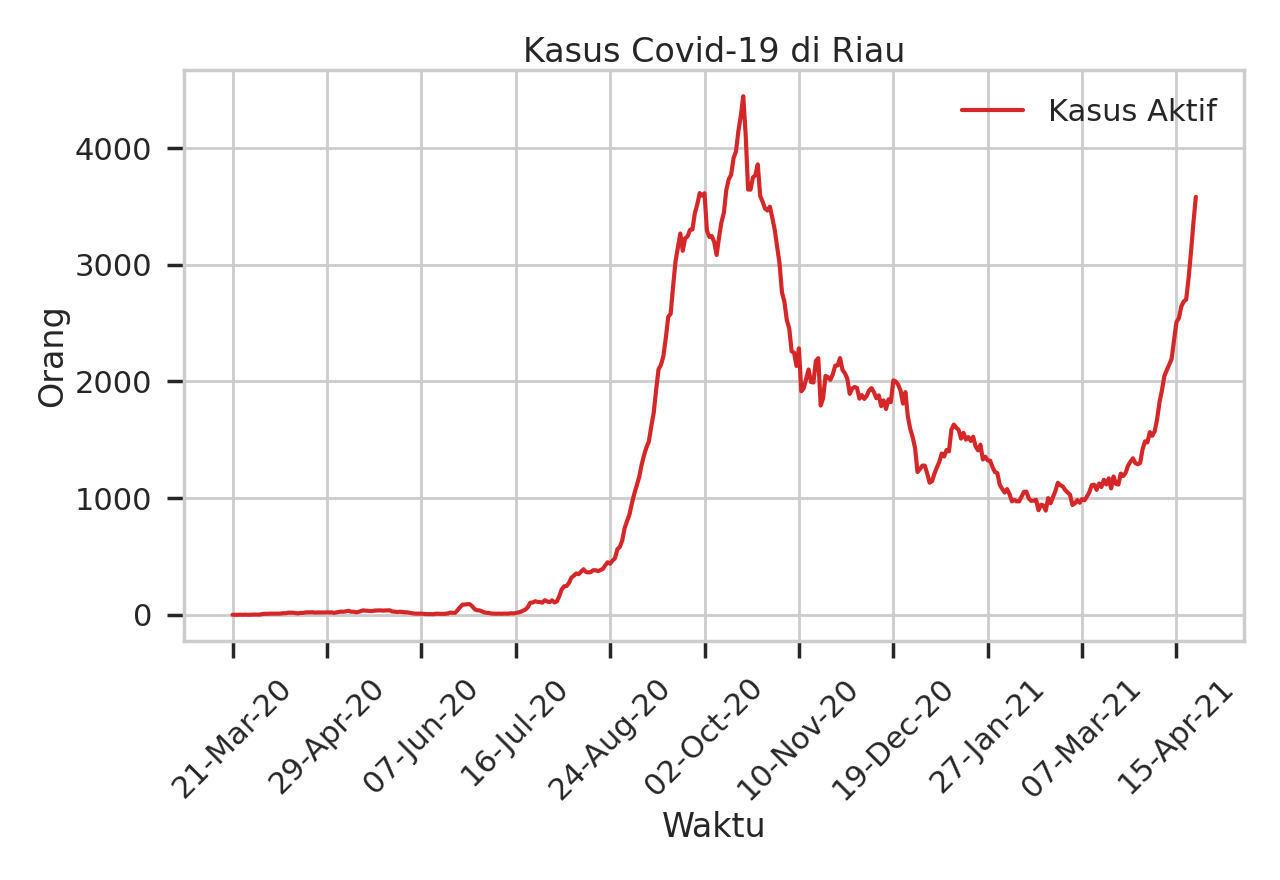 Kasus Covid-19 di Riau
Kasus Aktif
Orang
4000
3000
2000
1000
0
21-Mar-20
29-Apr-20
07-Jun-20
16-Jul-20
24-Aug-20
02-Oct-20
10-Nov-20
19-Dec-20
27-Jan-21
07-Mar-21
15-Apr-21
Waktu